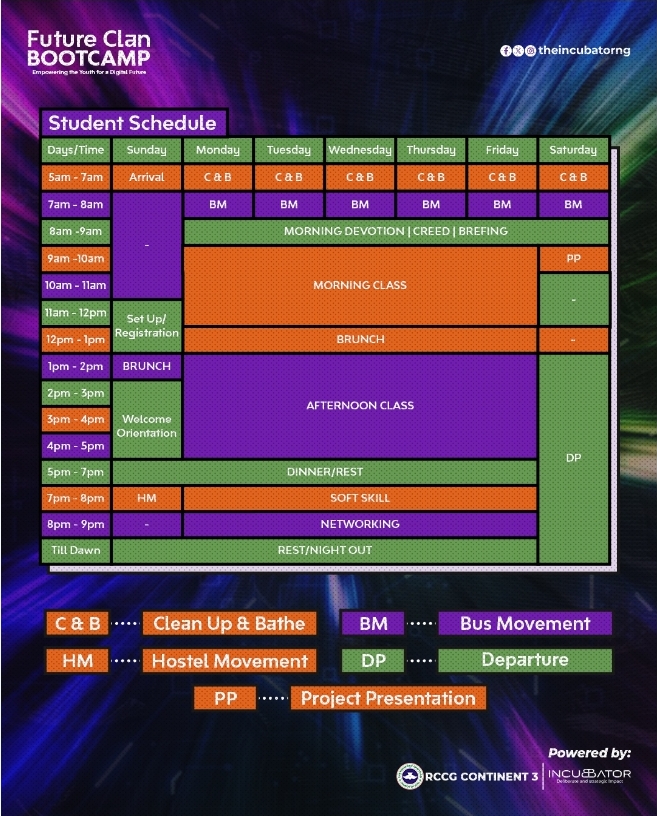 Future Clan
BOOTCAMP
Empowering the Youth for a Digital Future
theincubatorng
Student Schedule
Days/Time Sunday Monday Tuesday Wednesday Thursday Friday Saturday
5am - 7am Arrival C & B C & B C & B C & B C & B C & B
7am - 8am - BM BM BM BM BM BM
8am -9am MORNING DEVOTION | CREED | BREFING
9am -10am MORNING CLASS PP
10am - 11am -
11am - 12pm Set Up/
Registration
12pm - 1pm BRUNCH -
1pm - 2pm BRUNCH AFTERNOON CLASS DP
2pm - 3pm Welcome
Orientation
3pm - 4pm
4pm - 5pm
5pm - 7pm DINNER/REST
7pm - 8pm HM SOFT SKILL
8pm - 9pm - NETWORKING
Till Dawn REST/NIGHT OUT
C & B ..... Clean Up & Bathe
BM ..... Bus Movement
HM ..... Hostel Movement
DP ..... Departure
PP ..... Project Presentation
Powered by:
RCCG CONTINENT 3
INCUBATOR
Deliberate and strategic Impact